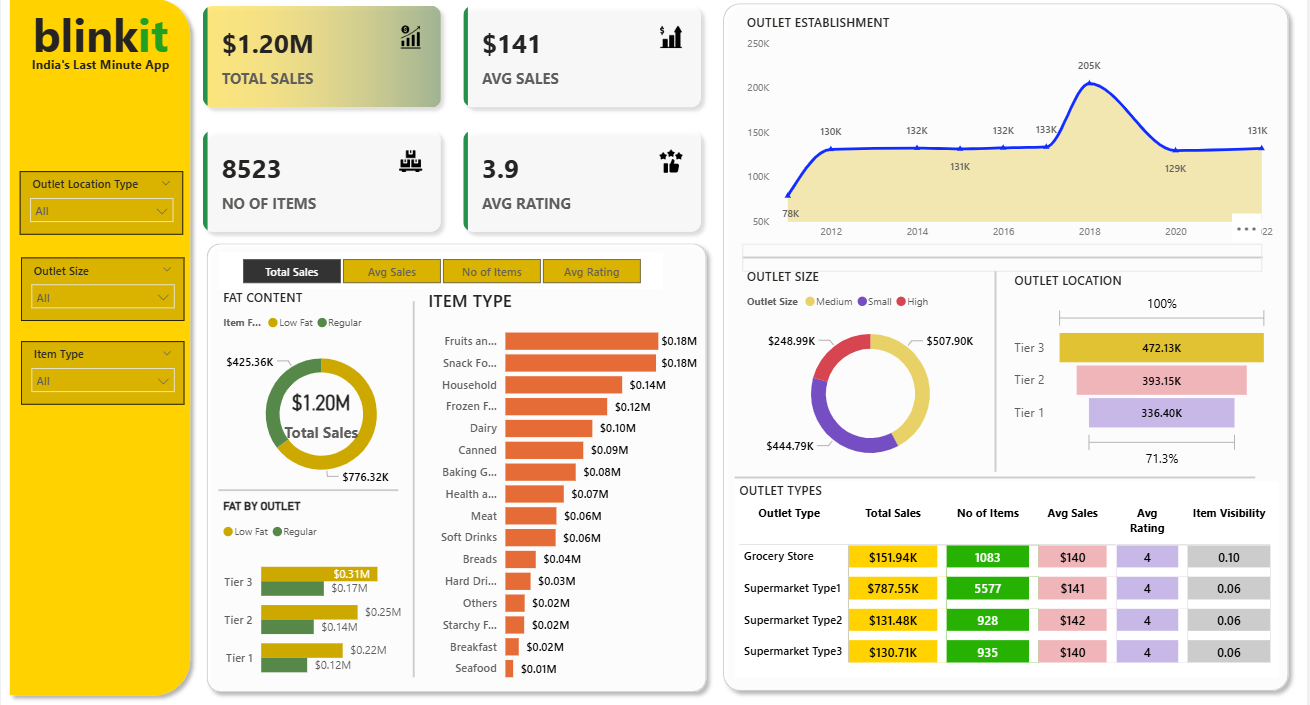 blinkit
India's Last Minute App
Outlet Location Type
All
Outlet Size
All
Item Type
All
$1.20M
TOTAL SALES
$141
AVG SALES
8523
NO OF ITEMS
3.9
AVG RATING
Total Sales
Avg Sales
No of Items
Avg Rating
FAT CONTENT
Item F... Low Fat Regular
$425.36K
$1.20M
Total Sales
$776.32K
FAT BY OUTLET
Low Fat Regular
Tier 3 $0.31M
$0.17M
Tier 2 $0.25M
$0.14M
Tier 1 $0.22M
$0.12M
ITEM TYPE
Fruits an... $0.18M
Snack Fo... $0.18M
Household $0.14M
Frozen F... $0.12M
Dairy $0.10M
Canned $0.09M
Baking G... $0.08M
Health a... $0.07M
Meat $0.06M
Soft Drinks $0.06M
Breads $0.04M
Hard Dri... $0.03M
Others $0.02M
Starchy F... $0.02M
Breakfast $0.02M
Seafood $0.01M
OUTLET ESTABLISHMENT
250K
200K
150K
100K
50K
78K
130K
132K
131K
132K
133K
205K
129K
131K
2012 2014 2016 2018 2020 22
OUTLET SIZE
Outlet Size Medium Small High
$248.99K
$507.90K
$444.79K
OUTLET LOCATION
100%
Tier 3 472.13K
Tier 2 393.15K
Tier 1 336.40K
71.3%
OUTLET TYPES
Outlet Type Total Sales No of Items Avg Sales Avg Rating Item Visibility
Grocery Store $151.94K 1083 $140 4 0.10
Supermarket Type1 $787.55K 5577 $141 4 0.06
Supermarket Type2 $131.48K 928 $142 4 0.06
Supermarket Type3 $130.71K 935 $140 4 0.06